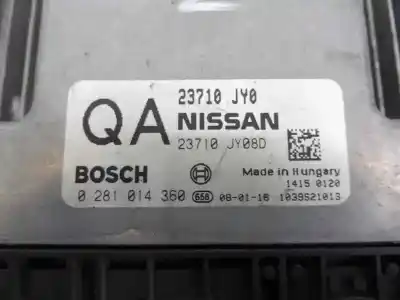 23710 JY0
QA NISSAN
23710 JY08D
BOSCH
Made in Hungary
1415 0120
0 281 014 360 558 08-01-16 1039S21013